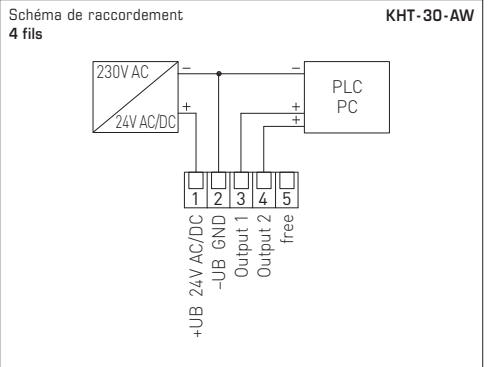 Schéma de raccordement
4 fils
KHT-30-AW
230V AC
24V AC/DC
–
+
–
+
+
PLC
PC
1 2 3 4 5
+UB 24V AC/DC
–UB GND
Output 1
Output 2
free